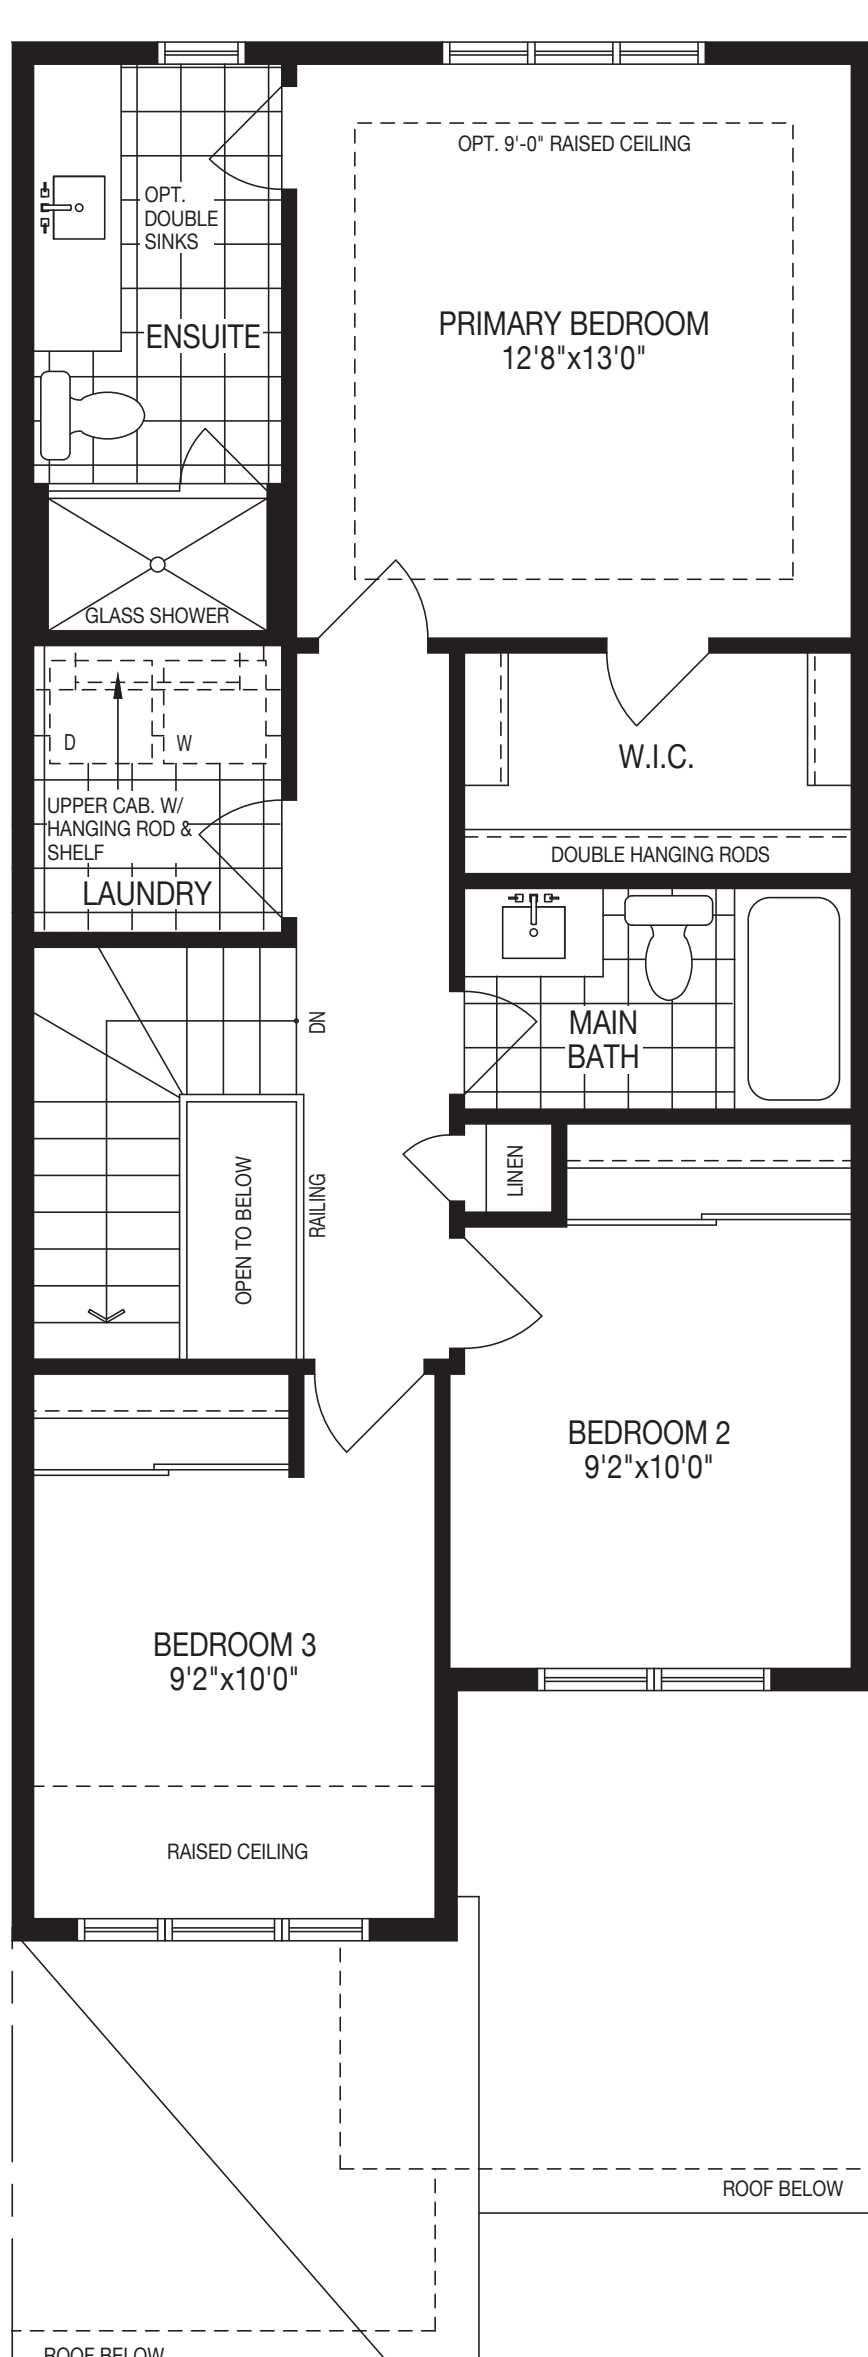 OPT. 9'-0" RAISED CEILING
OPT.
DOUBLE
SINKS
ENSUITE
PRIMARY BEDROOM
12'8"x13'0"
GLASS SHOWER
D
W
W.I.C.
UPPER CAB. W/
HANGING ROD &
SHELF
DOUBLE HANGING RODS
LAUNDRY
DN
MAIN
BATH
LINEN
RAILING
OPEN TO BELOW
BEDROOM 2
9'2"x10'0"
BEDROOM 3
9'2"x10'0"
RAISED CEILING
ROOF BELOW
ROOF BELOW